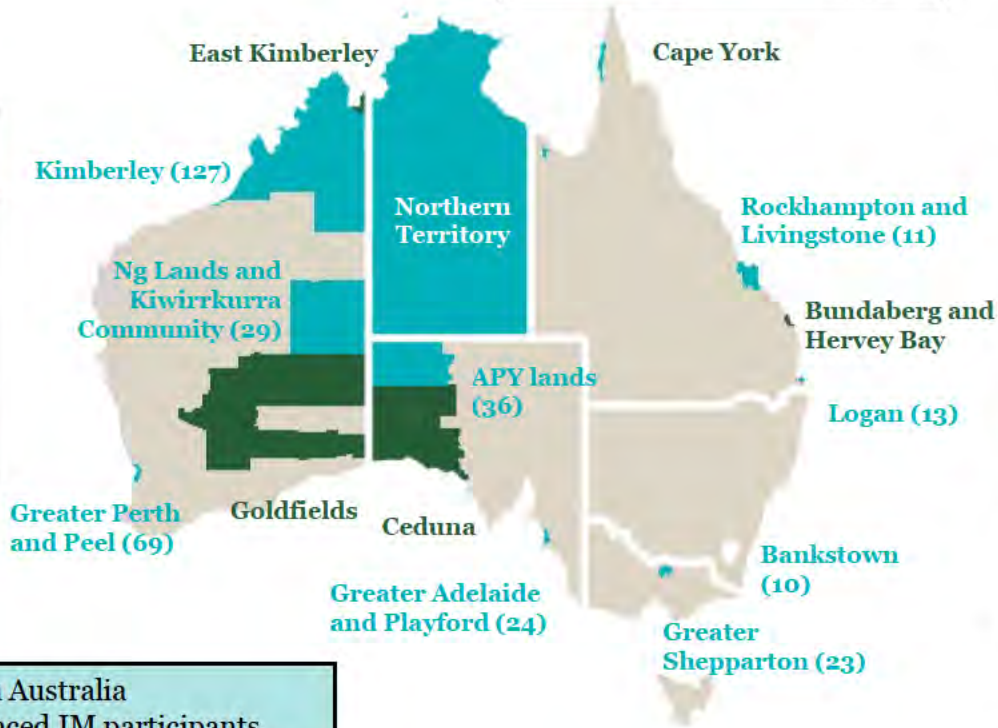 East Kimberley
Cape York
Kimberley (127)
Northern
Territory
Rockhampton and
Livingstone (11)
Ng Lands and
Kiwirrkurra
Community (29)
Bundaberg and
Hervey Bay
APY lands
(36)
Logan (13)
Greater Perth
and Peel (69)
Goldfields
Ceduna
Bankstown
(10)
Greater Adelaide
and Playford (24)
Greater
Shepparton (23)
Australia
IM participants